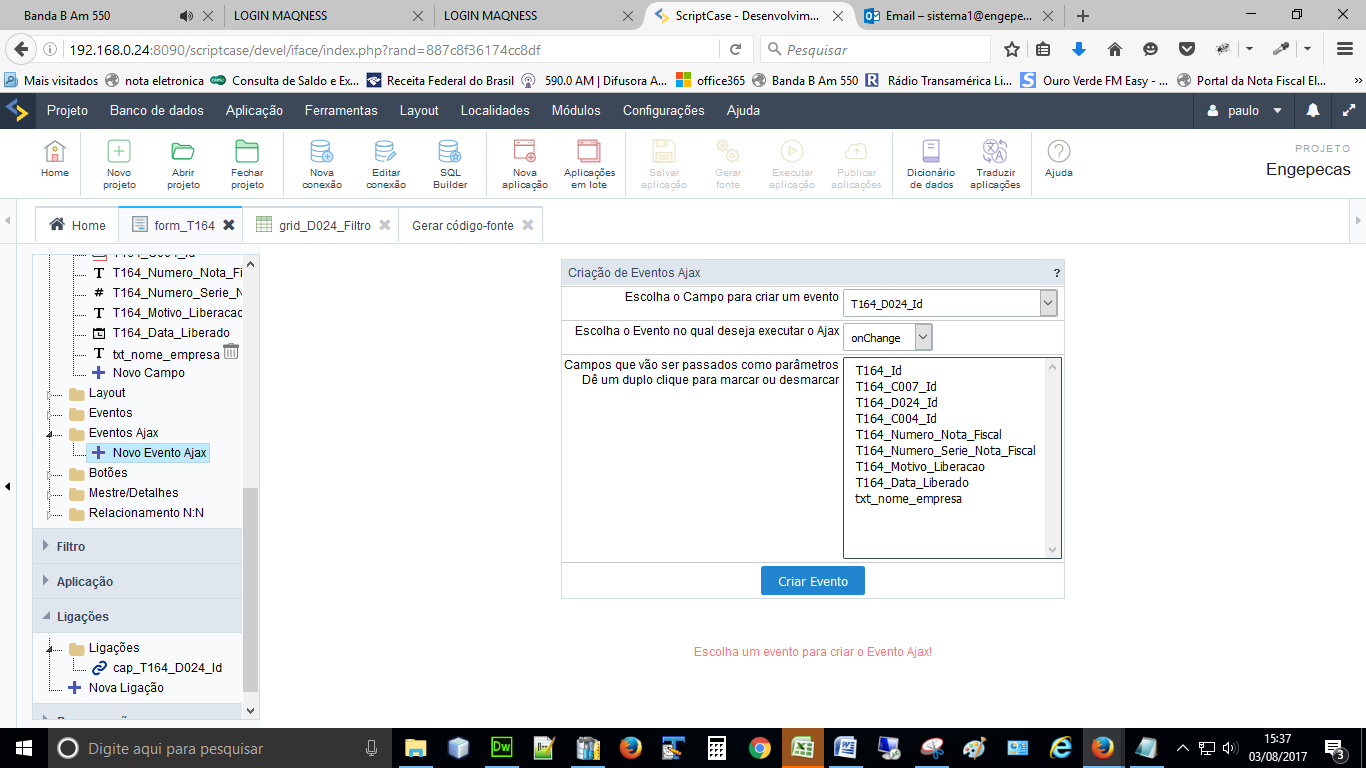 Banda B Am 550
LOGIN MAQNESS
LOGIN MAQNESS
ScriptCase - Desenvolvim...
Email – sistema1@engepe...
192.168.0.24:8090/scriptcase/devel/iface/index.php?rand=887c8f36174cc8df
Pesquisar
Mais visitados
nota eletronica
Consulta de Saldo e Ex...
Receita Federal do Brasil
590.0 AM | Difusora A...
office365
Banda B Am 550
Rádio Transamérica Li...
Ouro Verde FM Easy - ...
Portal da Nota Fiscal El...
Projeto
Banco de dados
Aplicação
Ferramentas
Layout
Localidades
Módulos
Configurações
Ajuda
paulo
Home
Novo
projeto
Abrir
projeto
Fechar
projeto
Nova
conexão
Editar
conexão
SQL
Builder
Nova
aplicação
Aplicações
em lote
Salvar
aplicação
Gerar
fonte
Executar
aplicação
Publicar
aplicações
Dicionário
de dados
Traduzir
aplicações
Ajuda
PROJETO
Engepecas
Home
form_T164
grid_D024_Filtro
Gerar código-fonte
T164_Numero_Nota_Fi
T164_Numero_Serie_N
T164_Motivo_Liberacao
T164_Data_Liberado
txt_nome_empresa
Novo Campo
Layout
Eventos
Eventos Ajax
Novo Evento Ajax
Botões
Mestre/Detalhes
Relacionamento N:N
Filtro
Aplicação
Ligações
Ligações
cap_T164_D024_Id
Nova Ligação
Criação de Eventos Ajax ?
Escolha o Campo para criar um evento
T164_D024_Id
Escolha o Evento no qual deseja executar o Ajax
onChange
Campos que vão ser passados como parâmetros
Dê um duplo clique para marcar ou desmarcar
T164_Id
T164_C007_Id
T164_D024_Id
T164_C004_Id
T164_Numero_Nota_Fiscal
T164_Numero_Serie_Nota_Fiscal
T164_Motivo_Liberacao
T164_Data_Liberado
txt_nome_empresa
Criar Evento
Escolha um evento para criar o Evento Ajax!
Digite aqui para pesquisar
15:37
03/08/2017
3